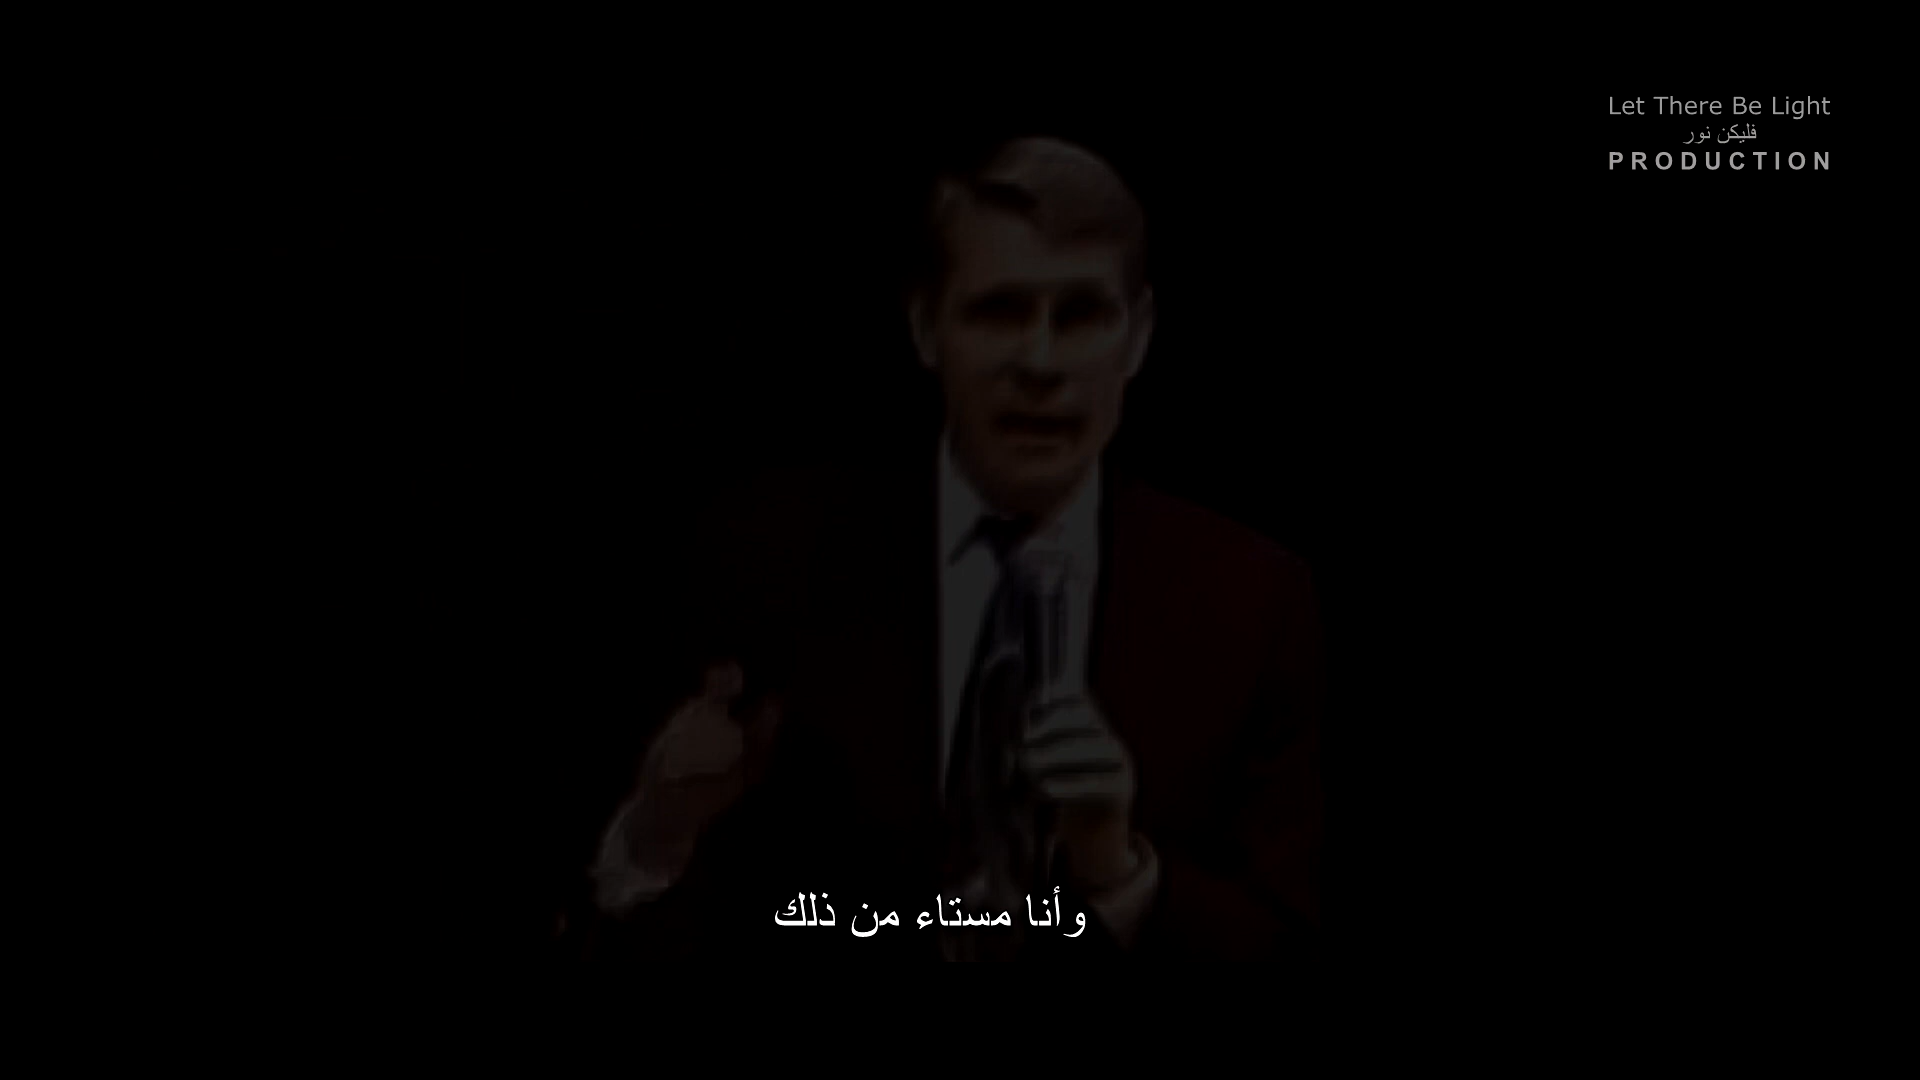 Let There Be Light
فليكن نور
PRODUCTION
وأنا مستاء من ذلك